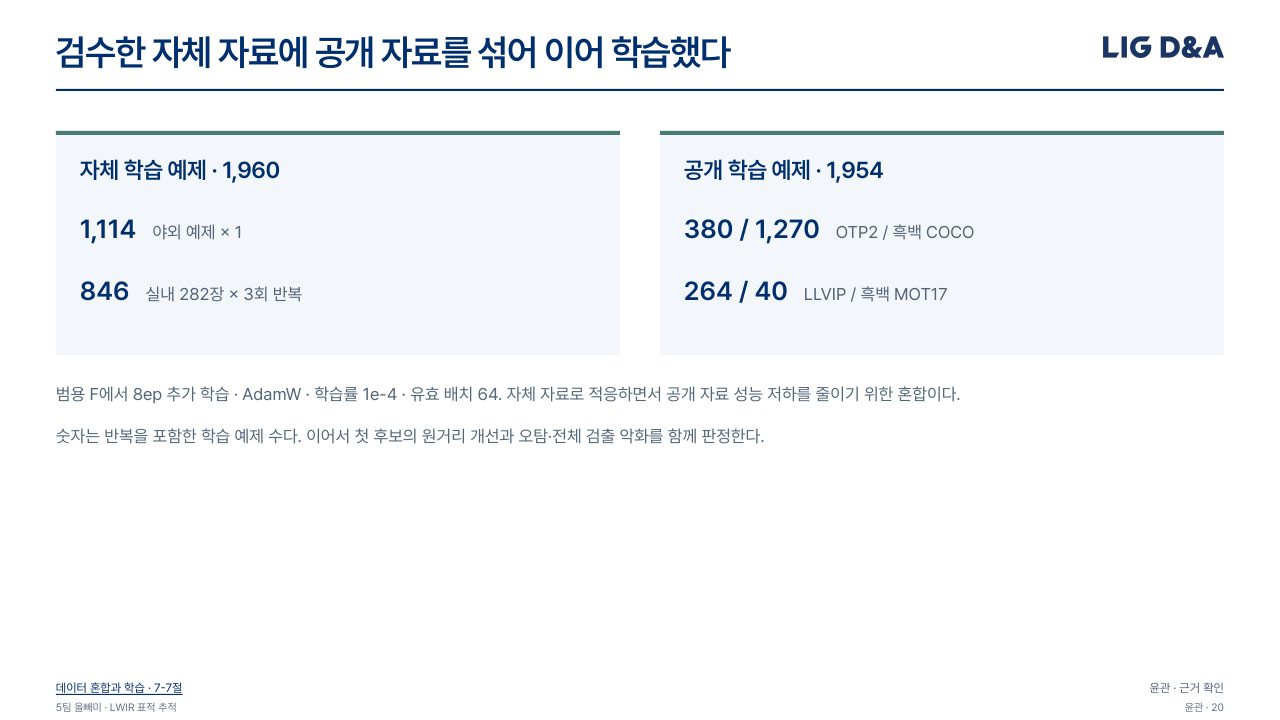 검수한 자체 자료에 공개 자료를 섞어 이어 학습했다
LIG D&A
자체 학습 예제 · 1,960
1,114 야외 예제 × 1
846 실내 282장 × 3회 반복
공개 학습 예제 · 1,954
380 / 1,270 OTP2 / 흑백 COCO
264 / 40 LLVIP / 흑백 MOT17
범용 F에서 8ep 추가 학습 · AdamW · 학습률 1e-4 · 유효 배치 64. 자체 자료로 적응하면서 공개 자료 성능 저하를 줄이기 위한 혼합이다.
숫자는 반복을 포함한 학습 예제 수다. 이어서 첫 후보의 원거리 개선과 오탐·전체 검출 악화를 함께 판정한다.
데이터 혼합과 학습 · 7-7절
5팀 올빼미 · LWIR 표적 추적
윤관 · 근거 확인
윤관 · 20